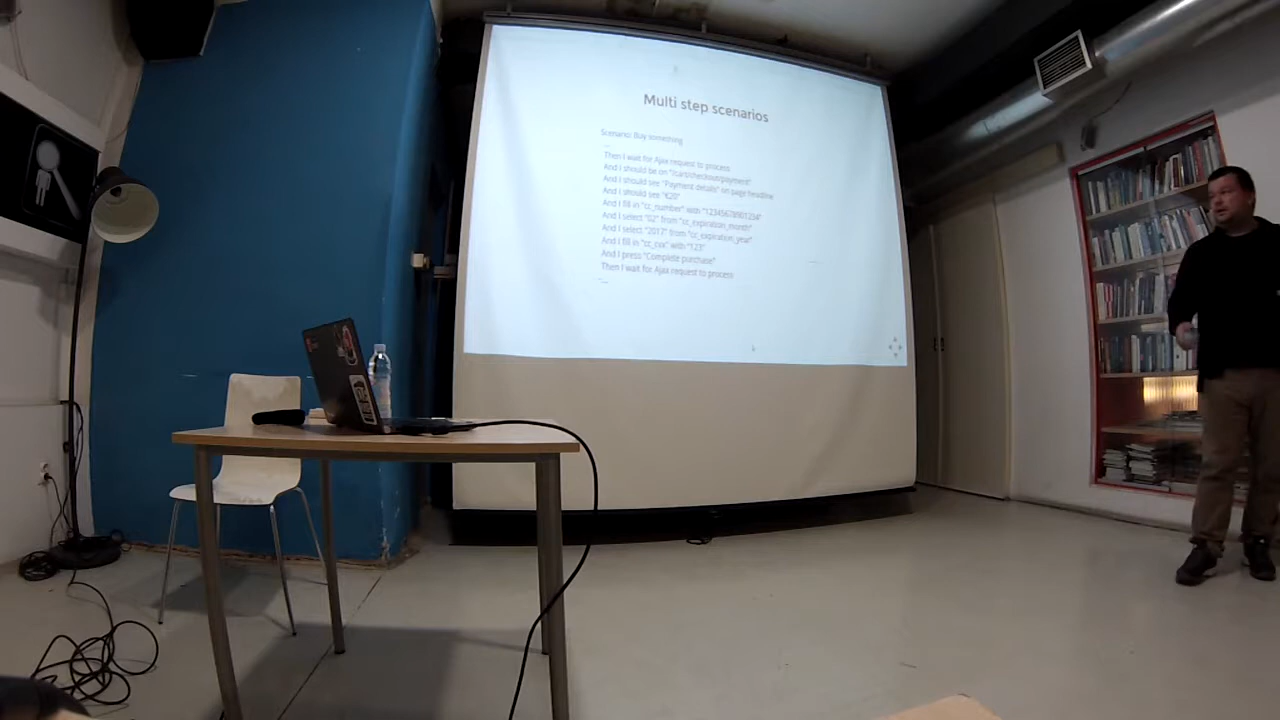 Multi step scenarios
Scenario: Buy something
...
Then I wait for Ajax request to process
And I should be on "/cart/checkout/payment"
And I should see "Payment details" on page headline
And I should see "€20"
And I fill in "cc_number" with "12345678901234"
And I select "02" from "cc_expiration_month"
And I select "2017" from "cc_expiration_year"
And I fill in "cc_cvx" with "123"
And I press "Complete purchase"
Then I wait for Ajax request to process
...